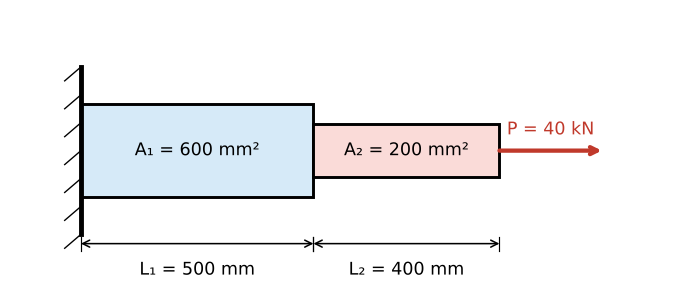 P = 40 kN
A₁ = 600 mm²
A₂ = 200 mm²
L₁ = 500 mm
L₂ = 400 mm